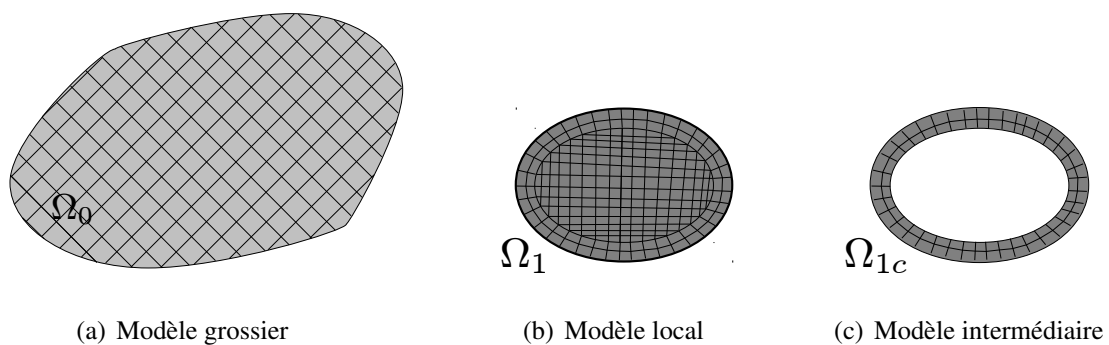 Ω₀
Ω₁
Ω₁c
(a) Modèle grossier
(b) Modèle local
(c) Modèle intermédiaire